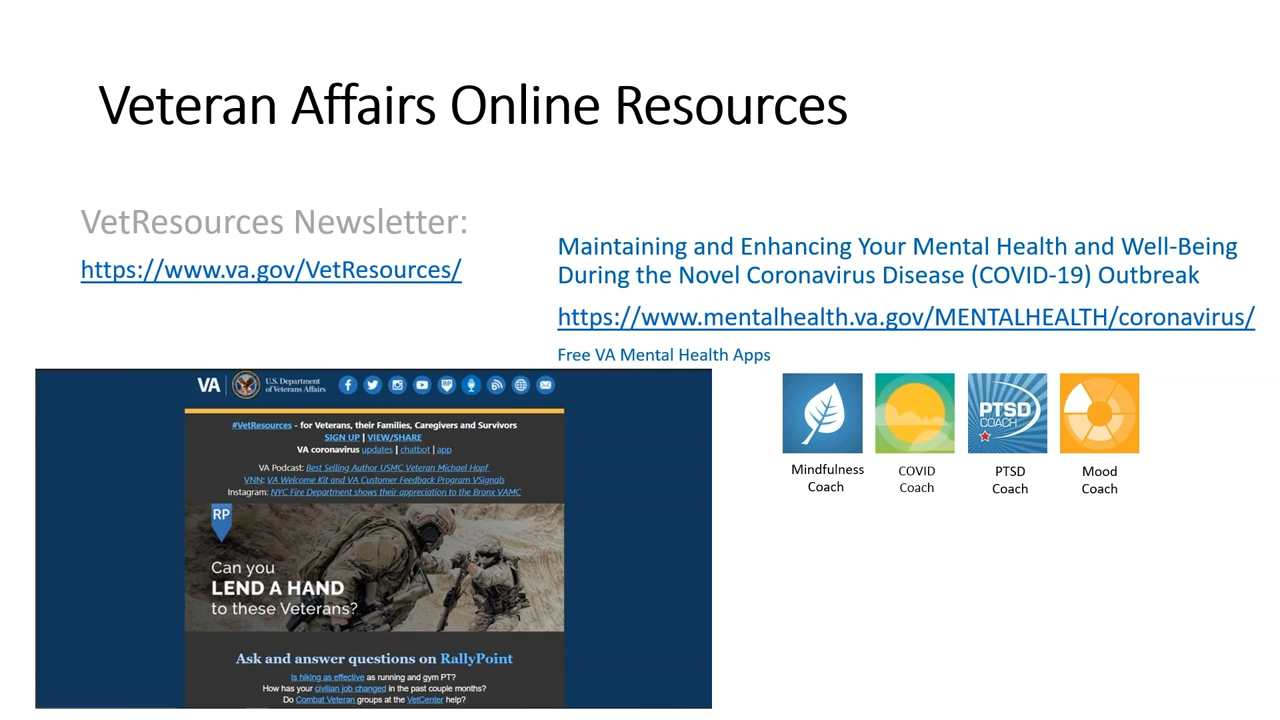 Veteran Affairs Online Resources
VetResources Newsletter:
https://www.va.gov/VetResources/
Maintaining and Enhancing Your Mental Health and Well-Being
During the Novel Coronavirus Disease (COVID-19) Outbreak
https://www.mentalhealth.va.gov/MENTALHEALTH/coronavirus/
Free VA Mental Health Apps
PTSD
COACH
Mindfulness
Coach
COVID
Coach
PTSD
Coach
Mood
Coach
VA
U.S. Department
of Veterans Affairs
#VetResources - for Veterans, their Families, Caregivers and Survivors
SIGN UP | VIEW/SHARE
VA coronavirus updates | chatbot | app
VA Podcast: Best Selling Author USMC Veteran Michael Hopf
VNN: VA Welcome Kit and VA Customer Feedback Program VSignals
Instagram: NYC Fire Department shows their appreciation to the Bronx VAMC
RP
Can you
LEND A HAND
to these Veterans?
Ask and answer questions on RallyPoint
Is hiking as effective as running and gym PT?
How has your civilian job changed in the past couple months?
Do Combat Veteran groups at the VetCenter help?